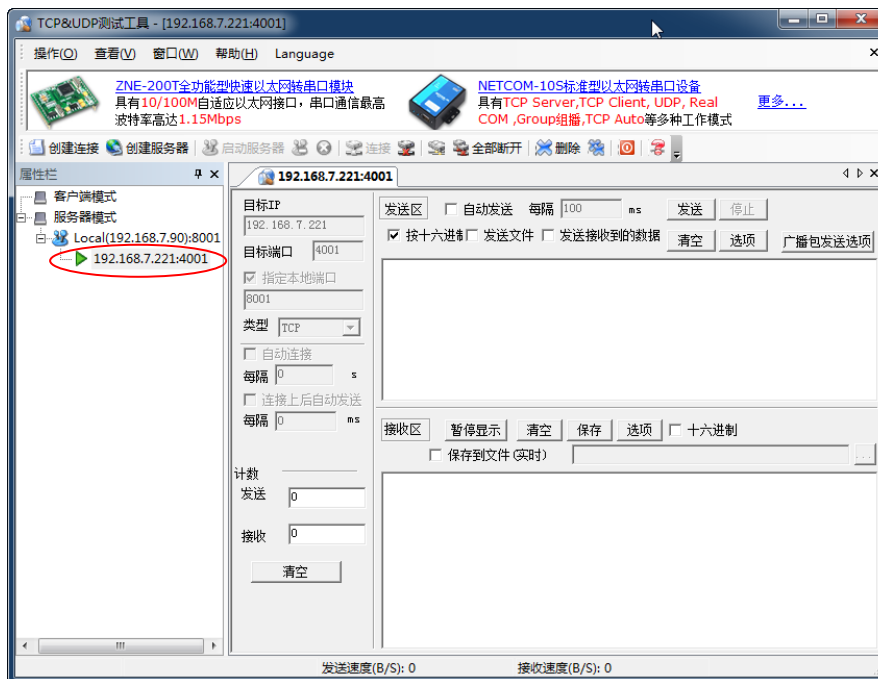 TCP&UDP测试工具 - [192.168.7.221:4001]
操作(O) 查看(V) 窗口(W) 帮助(H) Language
ZNE-200T全功能型快速以太网转串口模块
具有10/100M自适应以太网接口，串口通信最高
波特率高达1.15Mbps
NETCOM-10S标准型以太网转串口设备
具有TCP Server,TCP Client, UDP, Real
COM ,Group组播,TCP Auto等多种工作模式
更多...
创建连接 创建服务器 启动服务器 连接 全部断开 删除
属性栏
客户端模式
服务器模式
Local(192.168.7.90):8001
192.168.7.221:4001
192.168.7.221:4001
目标IP
192.168.7.221
目标端口 4001
指定本地端口
8001
类型 TCP
自动连接
每隔 0 s
连接上后自动发送
每隔 0 ms
计数
发送 0
接收 0
清空
发送区 自动发送 每隔 100 ms 发送 停止
按十六进制 发送文件 发送接收到的数据 清空 选项 广播包发送选项
接收区 暂停显示 清空 保存 选项 十六进制
保存到文件(实时) ...
发送速度(B/S): 0 接收速度(B/S): 0